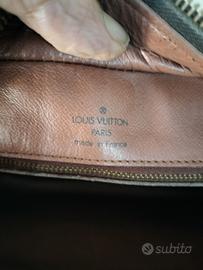 LOUIS VUITTON
PARIS
made in France
subito